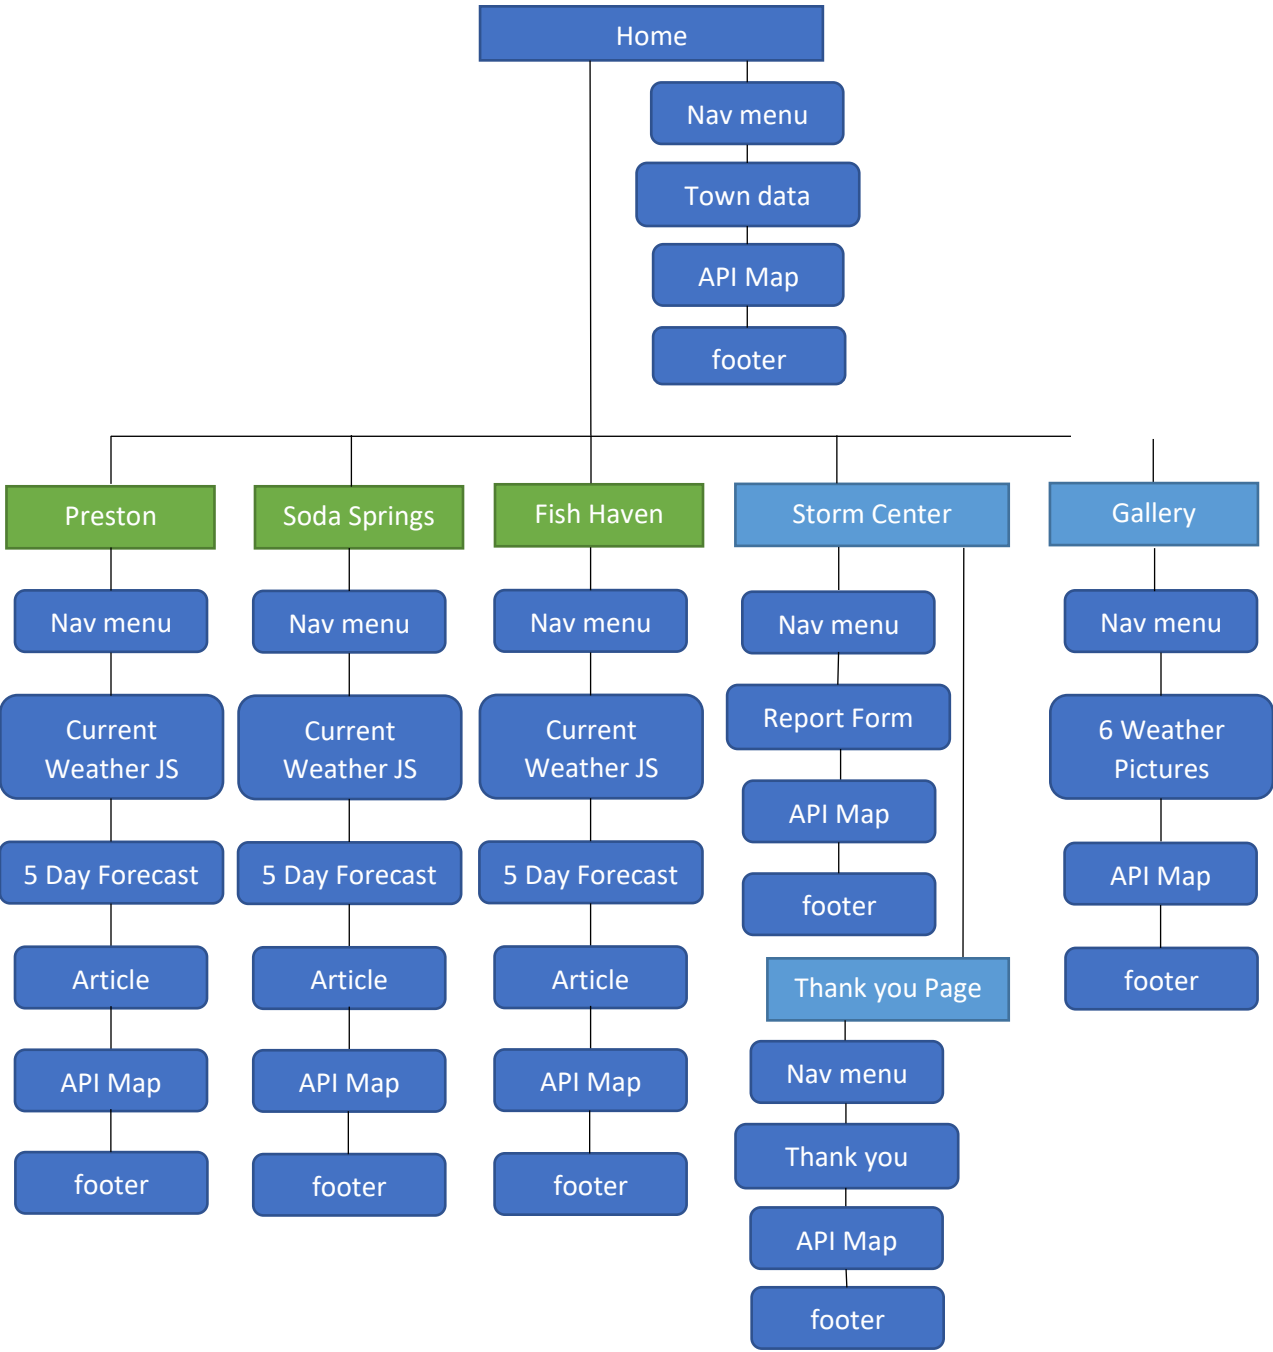 Home
Nav menu
Town data
API Map
footer
Preston
Nav menu
Current
Weather JS
5 Day Forecast
Article
API Map
footer
Soda Springs
Nav menu
Current
Weather JS
5 Day Forecast
Article
API Map
footer
Fish Haven
Nav menu
Current
Weather JS
5 Day Forecast
Article
API Map
footer
Storm Center
Nav menu
Report Form
API Map
footer
Thank you Page
Nav menu
Thank you
API Map
footer
Gallery
Nav menu
6 Weather
Pictures
API Map
footer